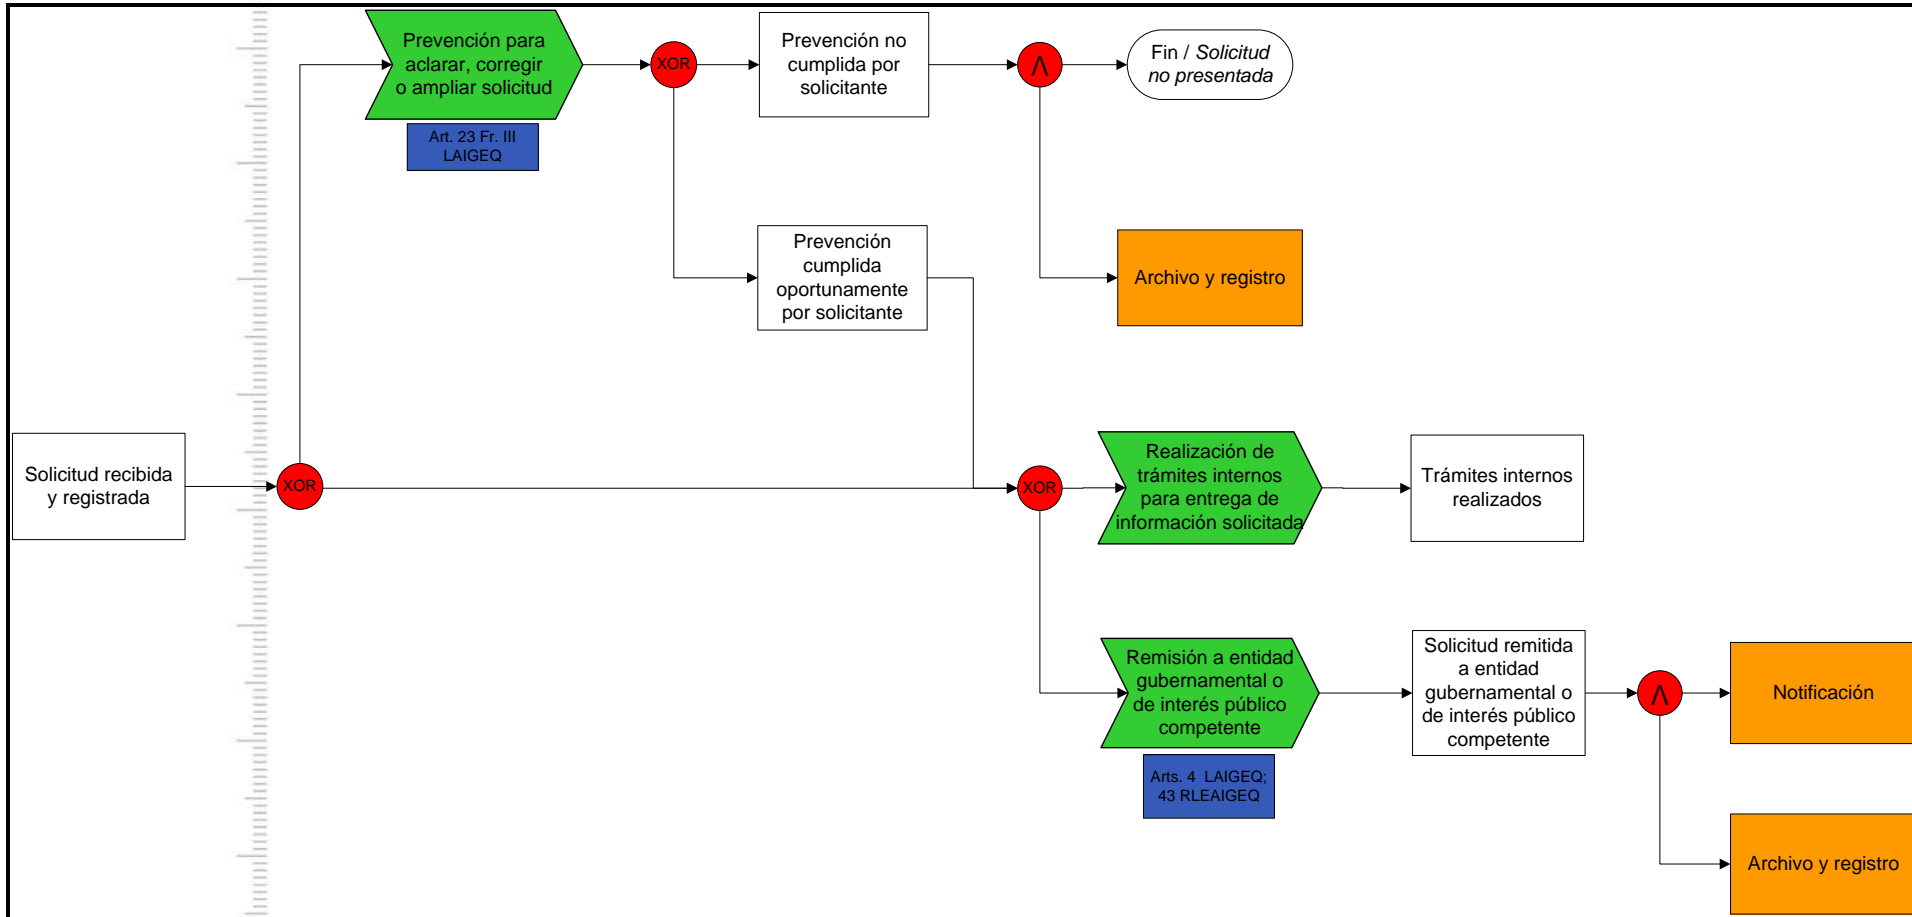 Prevención para
aclarar, corregir
o ampliar solicitud
Art. 23 Fr. III
LAIGEQ
XOR
Prevención no
cumplida por
solicitante
Λ
Fin / Solicitud
no presentada
Prevención
cumplida
oportunamente
por solicitante
Archivo y registro
Solicitud recibida
y registrada
XOR
XOR
Realización de
trámites internos
para entrega de
información solicitada
Trámites internos
realizados
Remisión a entidad
gubernamental o
de interés público
competente
Arts. 4 LAIGEQ;
43 RLEAIGEQ
Solicitud remitida
a entidad
gubernamental o
de interés público
competente
Λ
Notificación
Archivo y registro